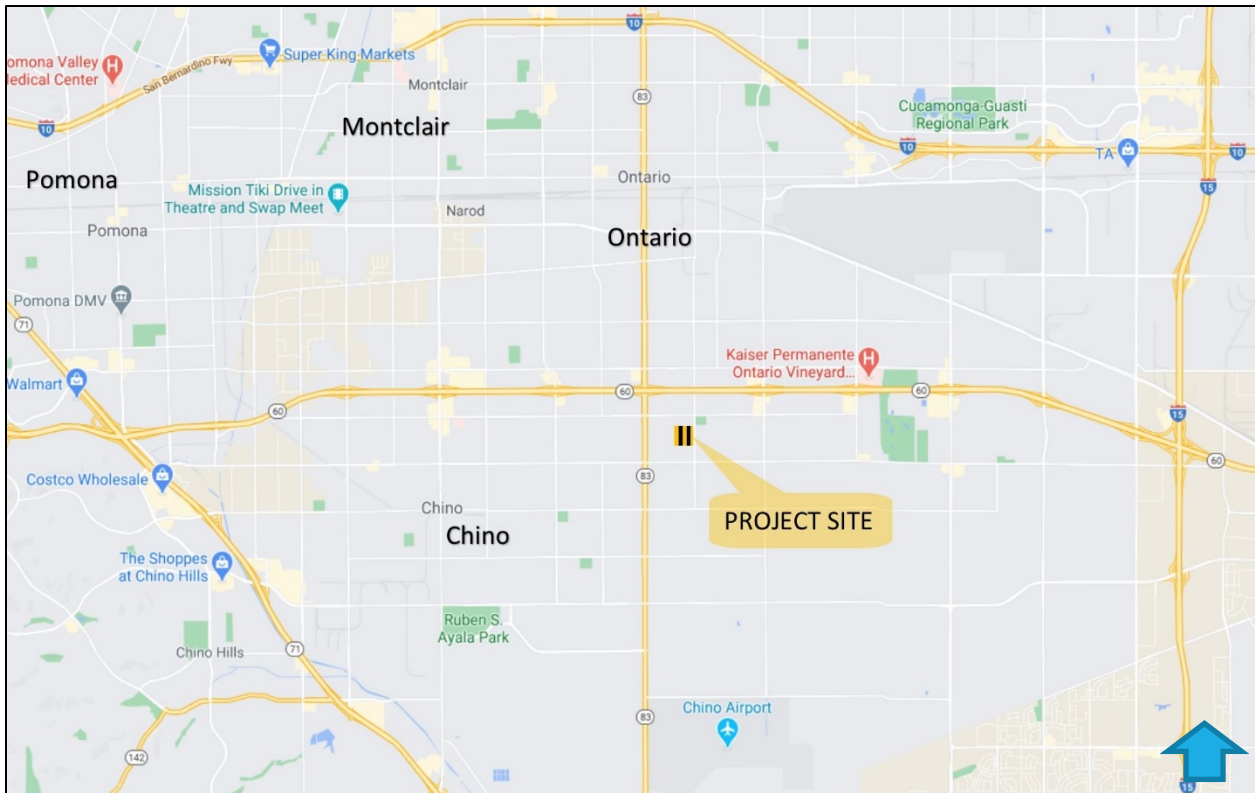 10
83
Super King Markets
San Bernardino Fwy
omona Valley
Medical Center
H
Montclair
10
Montclair
Cucamonga-Guasti
Regional Park
10
TA
10
15
Pomona
Mission Tiki Drive in
Theatre and Swap Meet
Ontario
Narod
Pomona
Ontario
Pomona DMV
71
Kaiser Permanente
Ontario Vineyard...
H
Walmart
60
60
60
15
60
Costco Wholesale
83
Chino
PROJECT SITE
Chino
The Shoppes
at Chino Hills
Ruben S.
Ayala Park
71
Chino Hills
Chino Airport
83
142
15